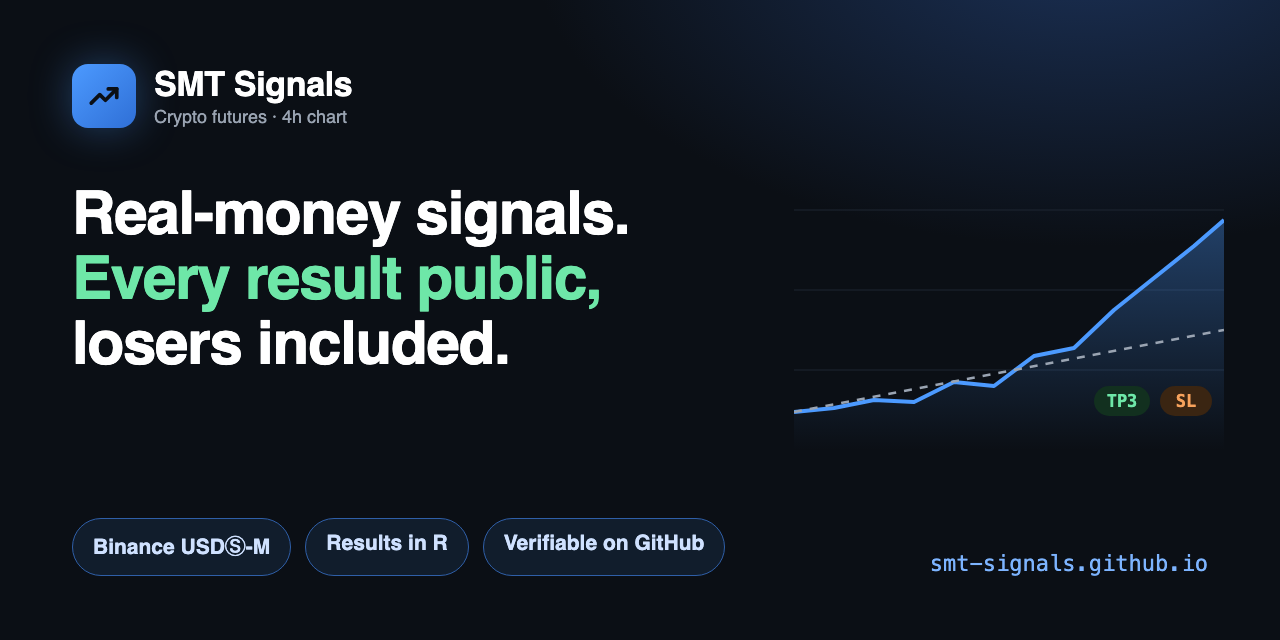 SMT Signals
Crypto futures · 4h chart
Real-money signals.
Every result public,
losers included.
TP3
SL
Binance USDⓈ-M
Results in R
Verifiable on GitHub
smt-signals.github.io